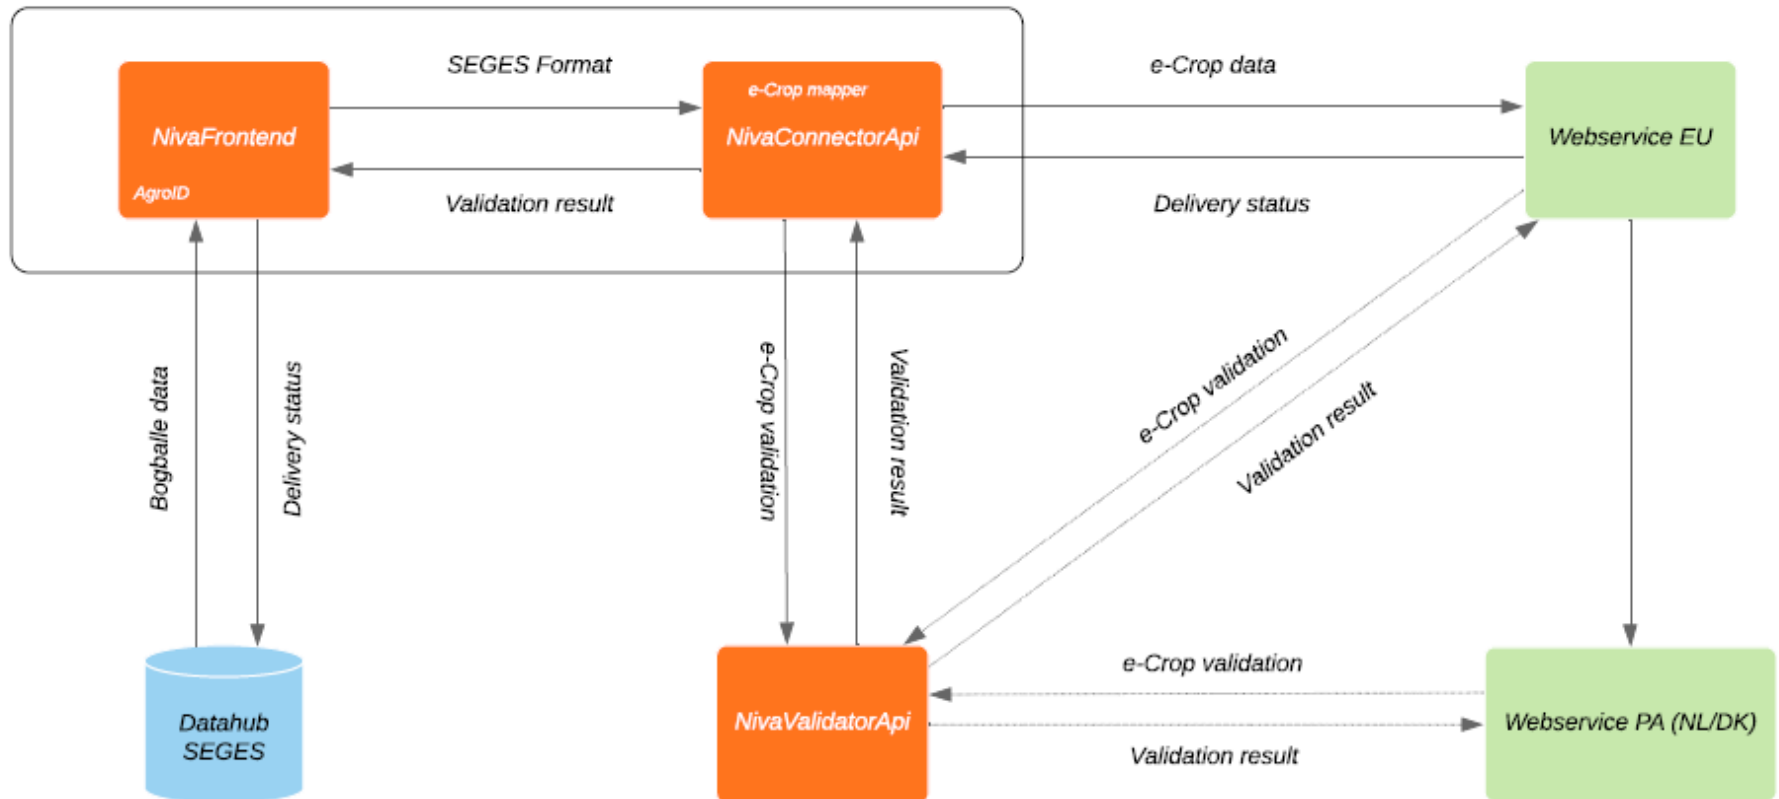 SEGES Format
e-Crop data
e-Crop mapper
NivaFrontend
NivaConnectorApi
Webservice EU
AgroID
Validation result
Delivery status
Bogballe data
Delivery status
e-Crop validation
Validation result
e-Crop validation
Validation result
e-Crop validation
Datahub
SEGES
NivaValidatorApi
Webservice PA (NL/DK)
Validation result